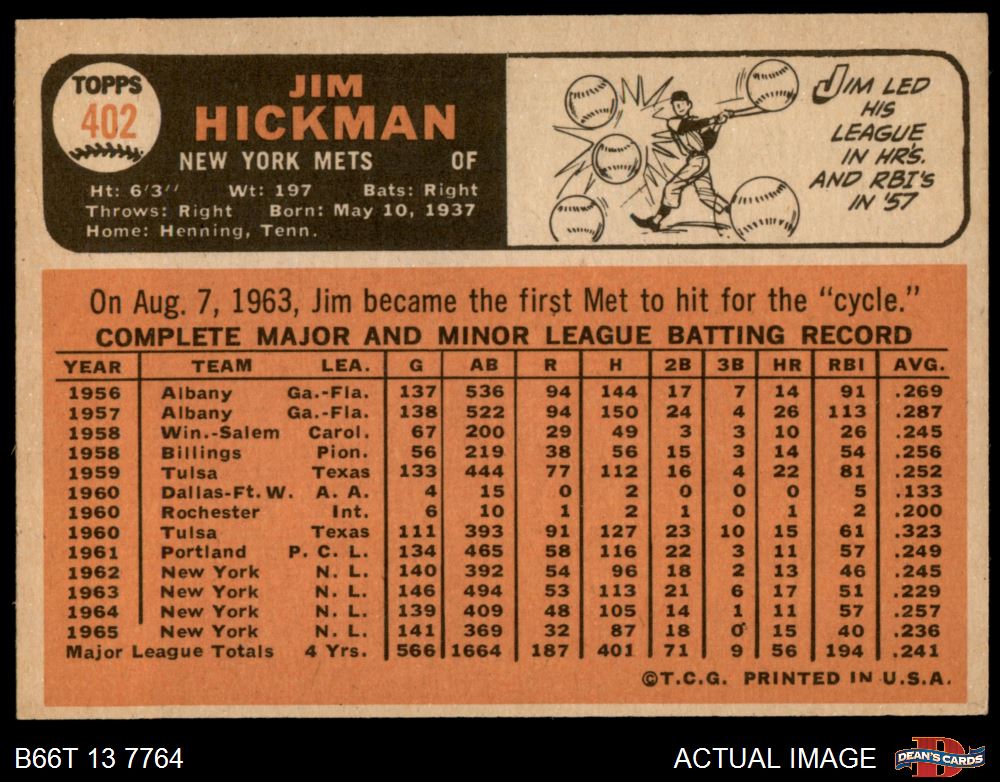 TOPPS
402
JIM
HICKMAN
NEW YORK METS OF
Ht: 6'3'' Wt: 197 Bats: Right
Throws: Right Born: May 10, 1937
Home: Henning, Tenn.
JIM LED
HIS
LEAGUE
IN HR'S.
AND RBI'S
IN '57
On Aug. 7, 1963, Jim became the first Met to hit for the “cycle.”
COMPLETE MAJOR AND MINOR LEAGUE BATTING RECORD
YEAR TEAM LEA. G AB R H 2B 3B HR RBI AVG.
1956 Albany Ga.-Fla. 137 536 94 144 17 7 14 91 .269
1957 Albany Ga.-Fla. 138 522 94 150 24 4 26 113 .287
1958 Win.-Salem Carol. 67 200 29 49 3 3 10 26 .245
1958 Billings Pion. 56 219 38 56 15 3 14 54 .256
1959 Tulsa Texas 133 444 77 112 16 4 22 81 .252
1960 Dallas-Ft. W. A. A. 4 15 0 2 0 0 0 5 .133
1960 Rochester Int. 6 10 1 2 1 0 1 2 .200
1960 Tulsa Texas 111 393 91 127 23 10 15 61 .323
1961 Portland P. C. L. 134 465 58 116 22 3 11 57 .249
1962 New York N. L. 140 392 54 96 18 2 13 46 .245
1963 New York N. L. 146 494 53 113 21 6 17 51 .229
1964 New York N. L. 139 409 48 105 14 1 11 57 .257
1965 New York N. L. 141 369 32 87 18 0 15 40 .236
Major League Totals 4 Yrs. 566 1664 187 401 71 9 56 194 .241
©T.C.G. PRINTED IN U.S.A.
B66T 13 7764 ACTUAL IMAGE
D
DEAN'S CARDS